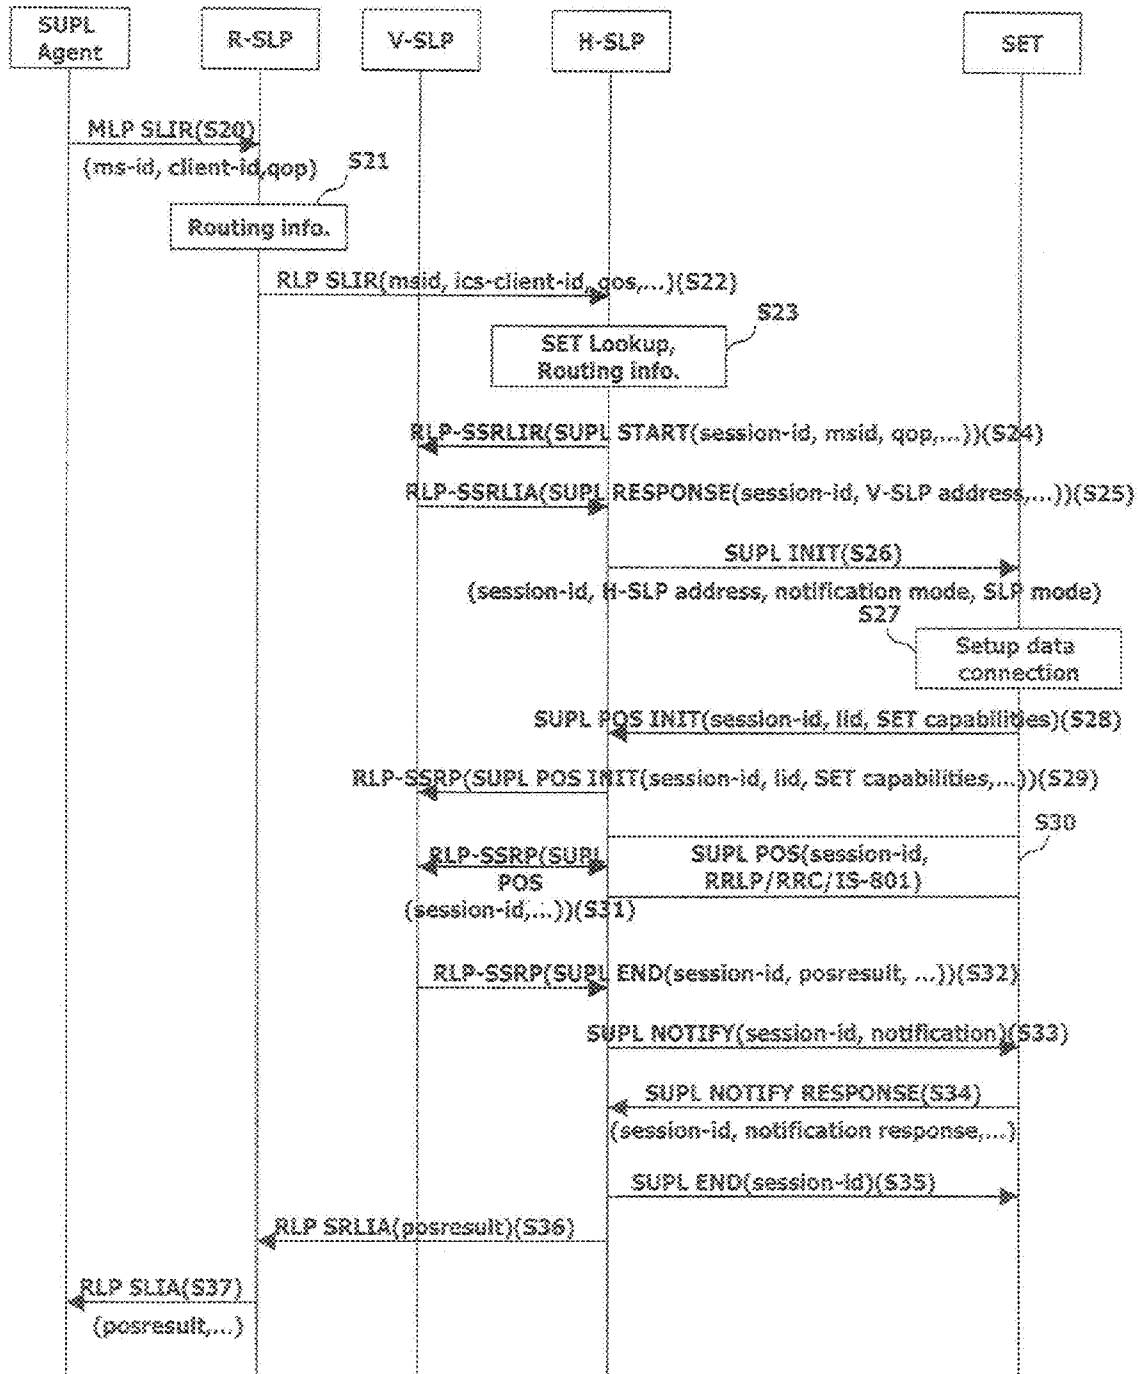 SUPL
Agent
R-SLP
V-SLP
H-SLP
SET
MLP SLIR(S20)
(ms-id, client-id,qop)
S21
Routing info.
RLP SLIR(msid, ics-client-id, qos,...)(S22)
S23
SET Lookup,
Routing info.
RLP-SSRLIR(SUPL START(session-id, msid, qop,...))(S24)
RLP-SSRLIA(SUPL RESPONSE(session-id, V-SLP address,...))(S25)
SUPL INIT(S26)
(session-id, H-SLP address, notification mode, SLP mode)
S27
Setup data
connection
SUPL POS INIT(session-id, lid, SET capabilities)(S28)
RLP-SSRP(SUPL POS INIT(session-id, lid, SET capabilities,...))(S29)
S30
RLP-SSRP(SUPL
POS
(session-id,...))(S31)
SUPL POS(session-id,
RRLP/RRC/IS-801)
RLP-SSRP(SUPL END(session-id, posresult, ...))(S32)
SUPL NOTIFY(session-id, notification)(S33)
SUPL NOTIFY RESPONSE(S34)
(session-id, notification response,...)
SUPL END(session-id)(S35)
RLP SRLIA(posresult)(S36)
RLP SLIA(S37)
(posresult,...)